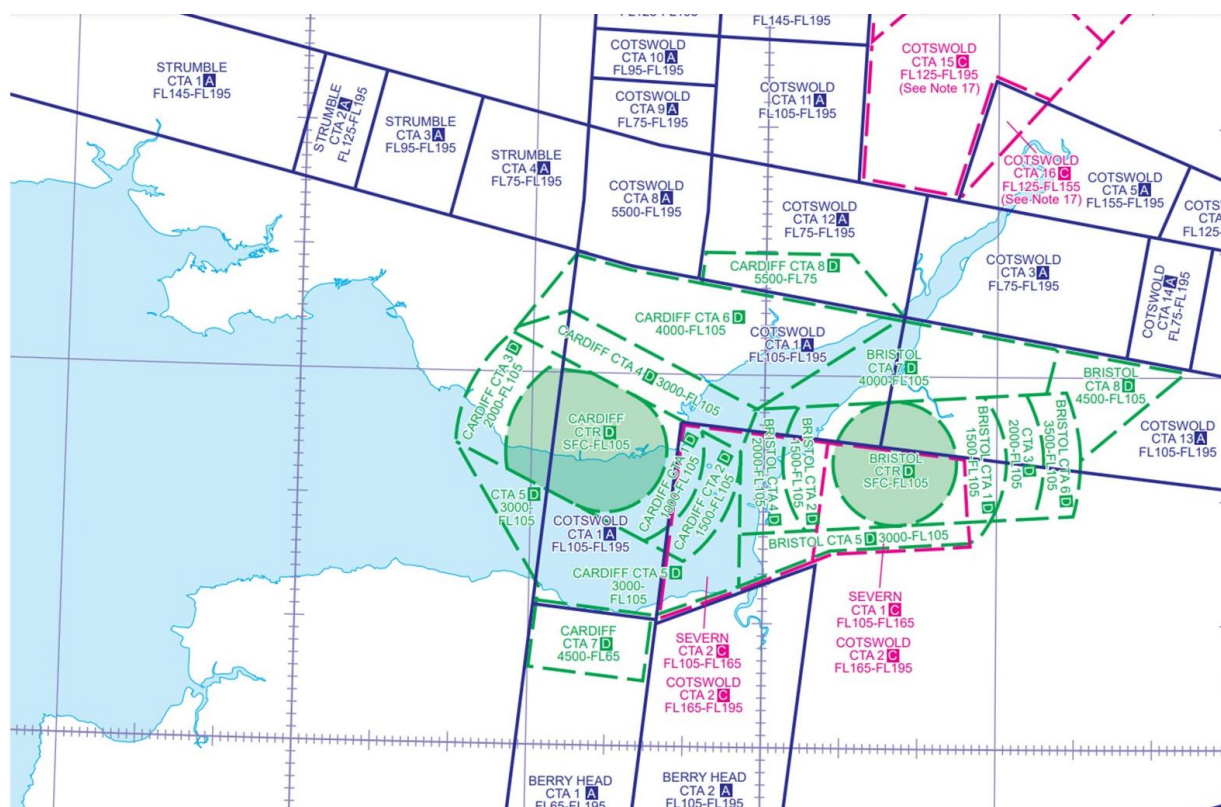 FL145-FL195
STRUMBLE
CTA 1 A
FL145-FL195
STRUMBLE
CTA 2 A
FL125-FL195
STRUMBLE
CTA 3 A
FL95-FL195
STRUMBLE
CTA 4 A
FL75-FL195
COTSWOLD
CTA 10 A
FL95-FL195
COTSWOLD
CTA 9 A
FL75-FL195
COTSWOLD
CTA 8 A
5500-FL195
COTSWOLD
CTA 11 A
FL105-FL195
COTSWOLD
CTA 12 A
FL75-FL195
COTSWOLD
CTA 15 C
FL125-FL195
(See Note 17)
COTSWOLD
CTA 16 C
FL125-FL155
(See Note 17)
COTSWOLD
CTA 5 A
FL155-FL195
CTA
FL125-
COTSWOLD
CTA 3 A
FL75-FL195
COTSWOLD
CTA 14 A
FL75-FL195
CARDIFF CTA 8 D
5500-FL75
CARDIFF CTA 6 D
4000-FL105
COTSWOLD
CTA 1 A
FL105-FL195
CARDIFF CTA 3 D
2000-FL105
CARDIFF CTA 4 D 3000-FL105
BRISTOL
CTA 7 D
4000-FL105
BRISTOL
CTA 8 D
4500-FL105
CARDIFF
CTR D
SFC-FL105
CARDIFF CTA 1 D
1000-FL105
CARDIFF CTA 2 D
1500-FL105
BRISTOL CTA 4 D
2000-FL105
BRISTOL CTA 2 D
1500-FL105
BRISTOL
CTR D
SFC-FL105
BRISTOL CTA 1 D
1500-FL105
CTA 3 D
2000-FL105
BRISTOL CTA 6 D
3500-FL105
COTSWOLD
CTA 13 A
FL105-FL195
CTA 5 D
3000-
FL105
COTSWOLD
CTA 1 A
FL105-FL195
BRISTOL CTA 5 D 3000-FL105
CARDIFF CTA 5 D
3000-
FL105
CARDIFF
CTA 7 D
4500-FL65
SEVERN
CTA 2 C
FL105-FL165
COTSWOLD
CTA 2 C
FL165-FL195
SEVERN
CTA 1 C
FL105-FL165
COTSWOLD
CTA 2 C
FL165-FL195
BERRY HEAD
CTA 1 A
FL65-FL195
BERRY HEAD
CTA 2 A
FL105-FL195